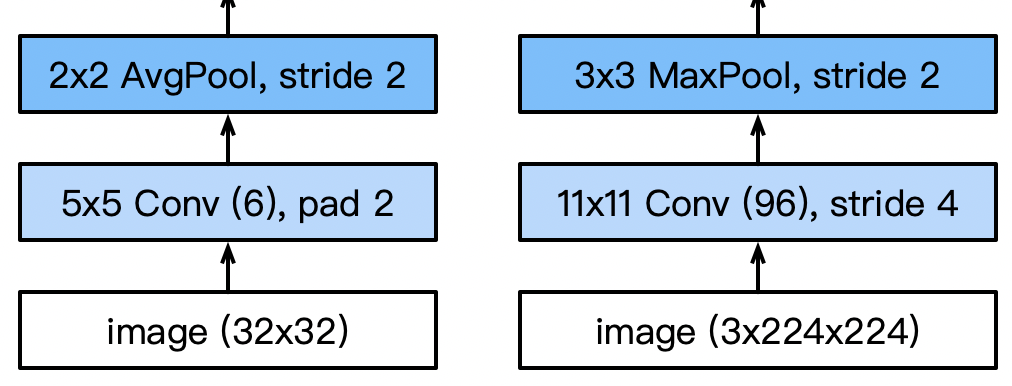 2x2 AvgPool, stride 2
5x5 Conv (6), pad 2
image (32x32)
3x3 MaxPool, stride 2
11x11 Conv (96), stride 4
image (3x224x224)